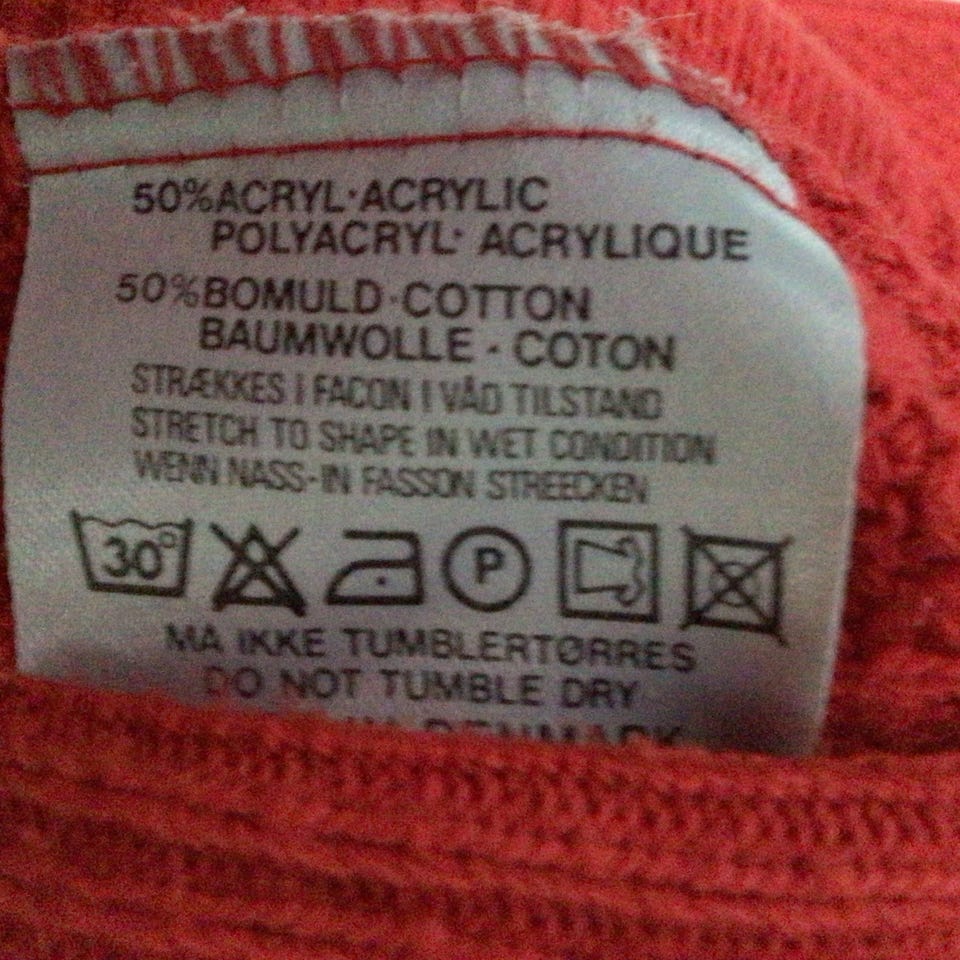 50%ACRYL·ACRYLIC
POLYACRYL· ACRYLIQUE
50%BOMULD·COTTON
BAUMWOLLE · COTON
STRÆKKES I FACON I VÅD TILSTAND
STRETCH TO SHAPE IN WET CONDITION
WENN NASS-IN FASSON STREECKEN
30° P
MA IKKE TUMBLERTØRRES
DO NOT TUMBLE DRY
DENMARK